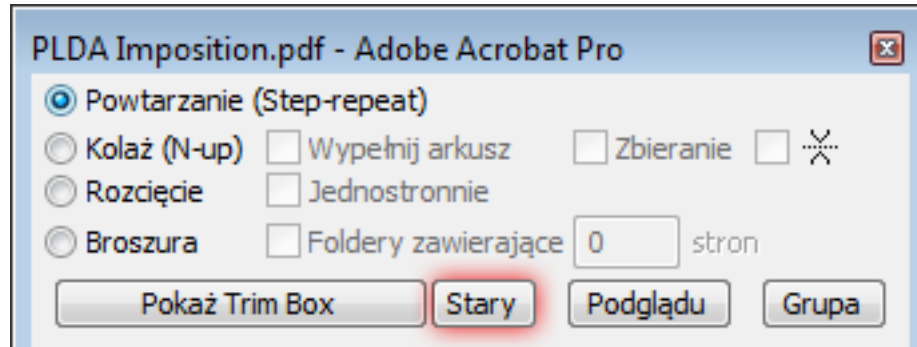 PLDA Imposition.pdf - Adobe Acrobat Pro
Powtarzanie (Step-repeat)
Kolaż (N-up) Wypełnij arkusz Zbieranie
Rozcięcie Jednostronnie
Broszura Foldery zawierające 0 stron
Pokaż Trim Box Stary Podglądu Grupa